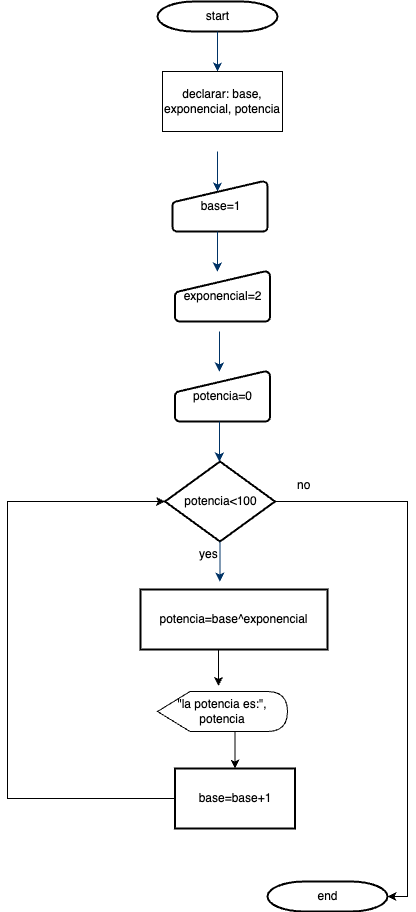 start
declarar: base,
exponencial, potencia
base=1
exponencial=2
potencia=0
potencia<100
no
yes
potencia=base^exponencial
"la potencia es:",
potencia
base=base+1
end